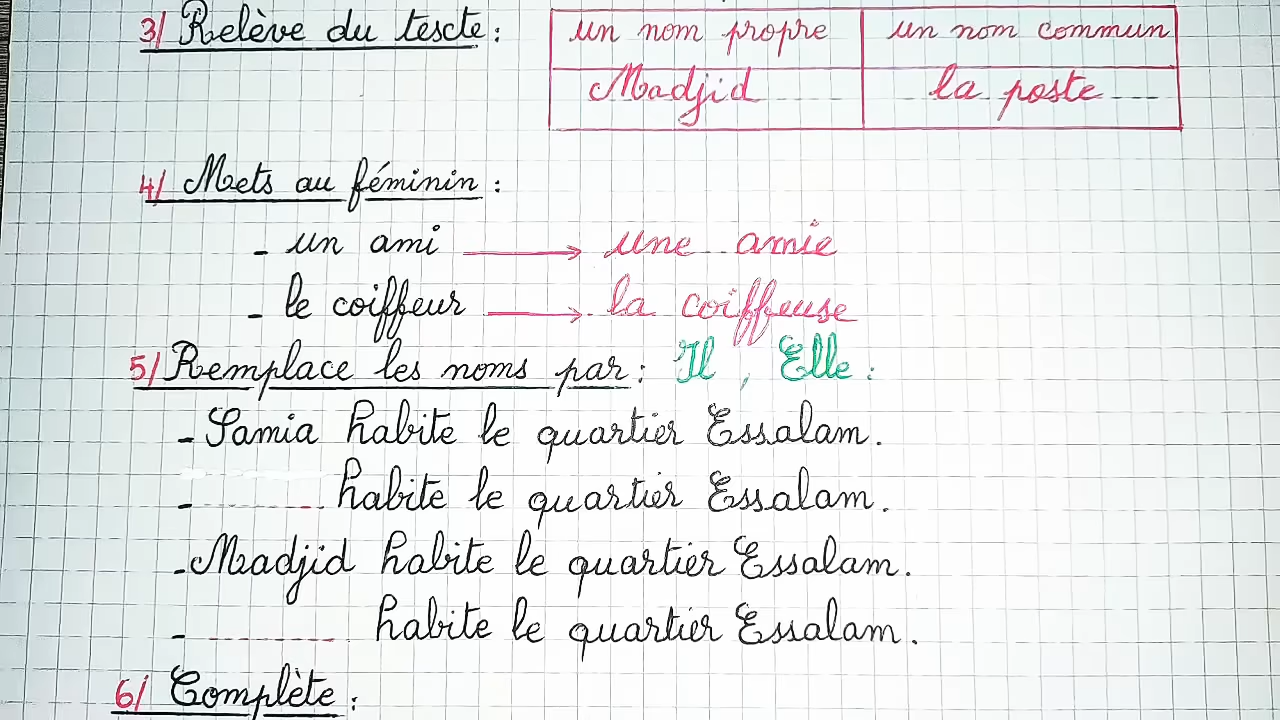 3/ Relève du texcte : un nom propre un nom commun
Madjid la poste
4/ Mets au féminin :
- un ami → une amie
- le coiffeur → la coiffeuse
5/ Remplace les noms par : Il , Elle :
- Samia habite le quartier Essalam.
- .......... habite le quartier Essalam.
- Madjid habite le quartier Essalam.
- .......... habite le quartier Essalam.
6/ Complète :